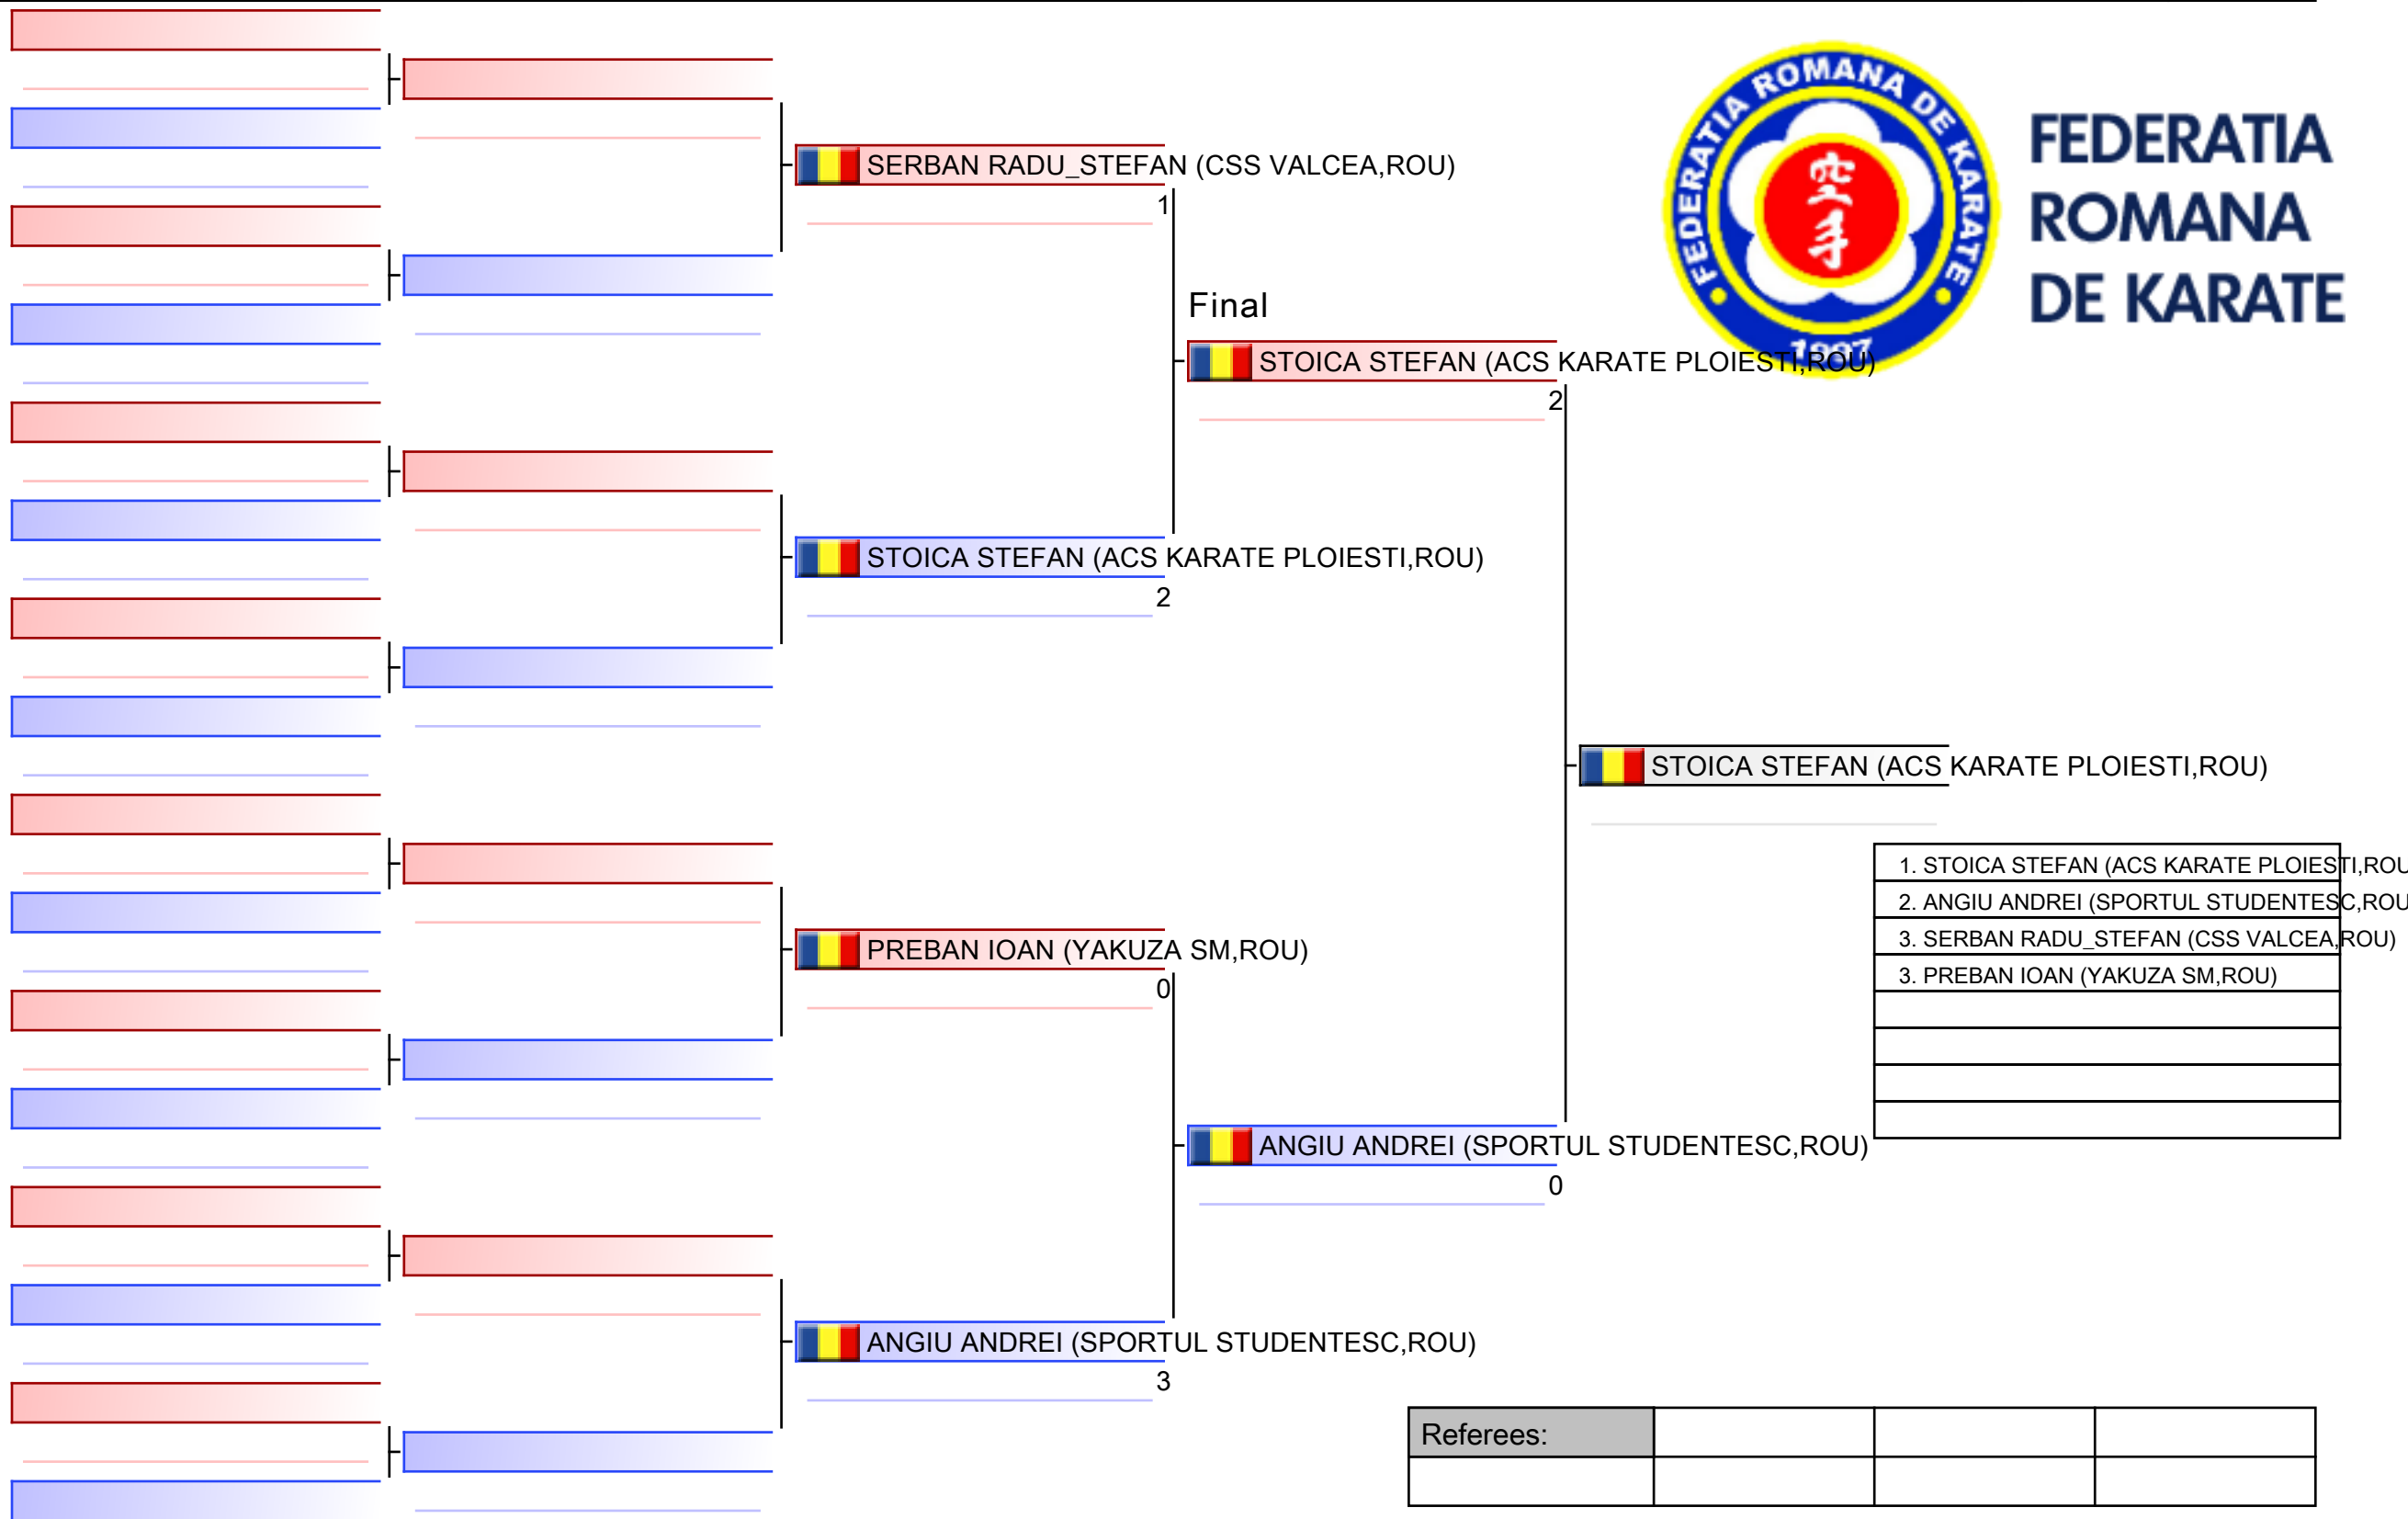 FEDERATIA ROMANA DE KARATE
空手
1997
FEDERATIA
ROMANA
DE KARATE
SERBAN RADU_STEFAN (CSS VALCEA,ROU)
1
Final
STOICA STEFAN (ACS KARATE PLOIESTI,ROU)
2
STOICA STEFAN (ACS KARATE PLOIESTI,ROU)
2
STOICA STEFAN (ACS KARATE PLOIESTI,ROU)
1. STOICA STEFAN (ACS KARATE PLOIESTI,ROU
2. ANGIU ANDREI (SPORTUL STUDENTESC,ROU
3. SERBAN RADU_STEFAN (CSS VALCEA,ROU)
3. PREBAN IOAN (YAKUZA SM,ROU)
PREBAN IOAN (YAKUZA SM,ROU)
0
ANGIU ANDREI (SPORTUL STUDENTESC,ROU)
0
ANGIU ANDREI (SPORTUL STUDENTESC,ROU)
3
Referees: